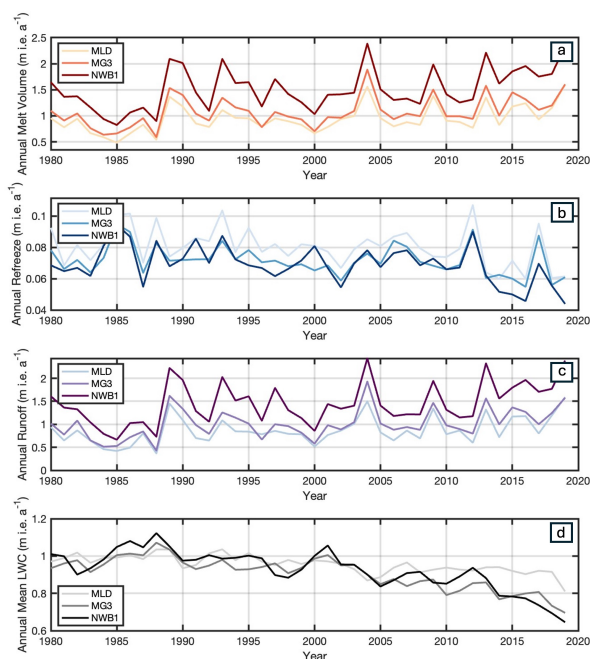 Annual Melt Volume (m i.e. a⁻¹)
2.5
2
1.5
1
0.5
MLD
MG3
NWB1
a
1980 1985 1990 1995 2000 2005 2010 2015 2020
Year
Annual Refreeze (m i.e. a⁻¹)
0.1
0.08
0.06
0.04
MLD
MG3
NWB1
b
1980 1985 1990 1995 2000 2005 2010 2015 2020
Year
Annual Runoff (m i.e. a⁻¹)
2
1.5
1
0.5
0
MLD
MG3
NWB1
c
1980 1985 1990 1995 2000 2005 2010 2015 2020
Year
Annual Mean LWC (m i.e. a⁻¹)
1.2
1
0.8
0.6
MLD
MG3
NWB1
d
1980 1985 1990 1995 2000 2005 2010 2015 2020
Year